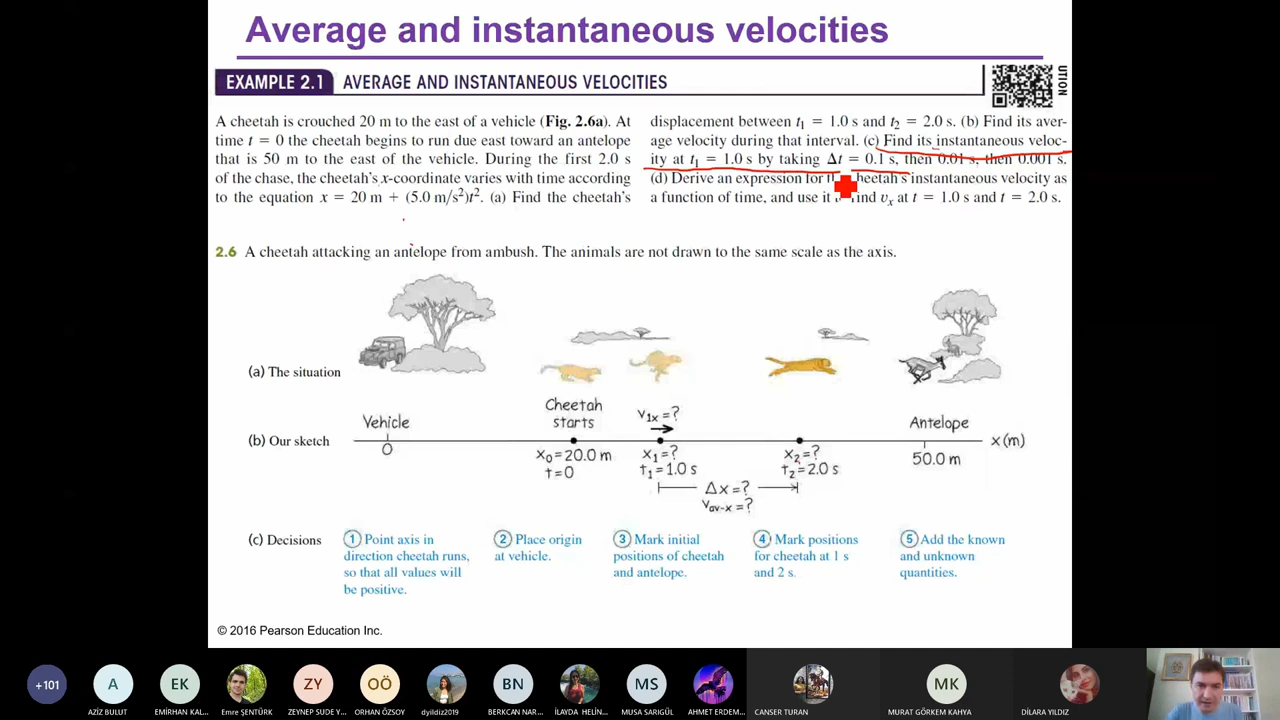 Average and instantaneous velocities
EXAMPLE 2.1 AVERAGE AND INSTANTANEOUS VELOCITIES
UTION
A cheetah is crouched 20 m to the east of a vehicle (Fig. 2.6a). At
time t = 0 the cheetah begins to run due east toward an antelope
that is 50 m to the east of the vehicle. During the first 2.0 s
of the chase, the cheetah's x-coordinate varies with time according
to the equation x = 20 m + (5.0 m/s²)t². (a) Find the cheetah's
displacement between t₁ = 1.0 s and t₂ = 2.0 s. (b) Find its aver-
age velocity during that interval. (c) Find its instantaneous veloc-
ity at t₁ = 1.0 s by taking Δt = 0.1 s, then 0.01 s, then 0.001 s.
(d) Derive an expression for heetah's instantaneous velocity as
a function of time, and use it find vₓ at t = 1.0 s and t = 2.0 s.
2.6 A cheetah attacking an antelope from ambush. The animals are not drawn to the same scale as the axis.
(a) The situation
(b) Our sketch
Vehicle
0
Cheetah
starts
x₀=20.0 m
t=0
v₁ₓ=?
x₁=?
t₁=1.0 s
x₂=?
t₂=2.0 s
Δx=?
vav-x=?
Antelope
50.0 m
x(m)
(c) Decisions
1 Point axis in
direction cheetah runs,
so that all values will
be positive.
2 Place origin
at vehicle.
3 Mark initial
positions of cheetah
and antelope.
4 Mark positions
for cheetah at 1 s
and 2 s.
5 Add the known
and unknown
quantities.
© 2016 Pearson Education Inc.
+101
A
AZİZ BULUT
EK
EMİRHAN KAL...
Emre ŞENTÜRK
ZY
ZEYNEP SUDE Y...
OÖ
ORHAN ÖZSOY
dyildiz2019
BN
BERKCAN NAR...
İLAYDA HELİN...
MS
MUSA SARIGÜL
AHMET ERDEM...
CANSER TURAN
MK
MURAT GÖRKEM KAHYA
DİLARA YILDIZ